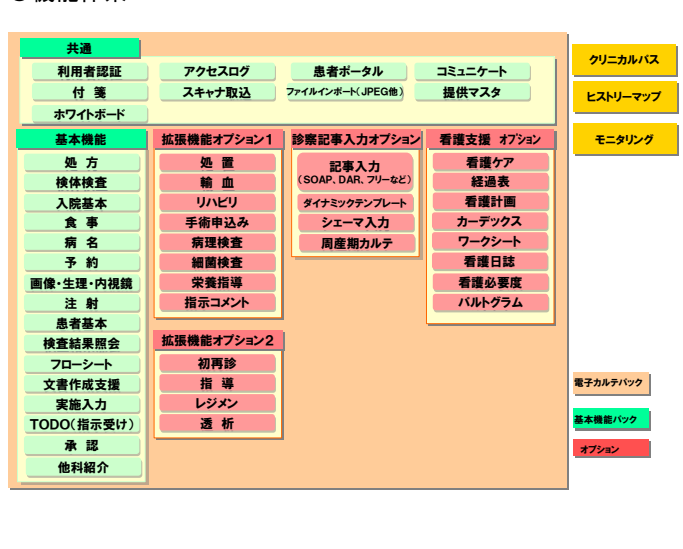 共通
利用者認証
アクセスログ
患者ポータル
コミュニケート
付 箋
スキャナ取込
ファイルインポート(JPEG他)
提供マスタ
ホワイトボード
クリニカルパス
ヒストリーマップ
モニタリング
基本機能
処 方
検体検査
入院基本
食 事
病 名
予 約
画像・生理・内視鏡
注 射
患者基本
検査結果照会
フローシート
文書作成支援
実施入力
TODO(指示受け)
承 認
他科紹介
拡張機能オプション1
処 置
輸 血
リハビリ
手術申込み
病理検査
細菌検査
栄養指導
指示コメント
拡張機能オプション2
初再診
指 導
レジメン
透 析
診察記事入力オプション
記事入力
(SOAP、DAR、フリーなど)
ダイナミックテンプレート
シェーマ入力
周産期カルテ
看護支援 オプション
看護ケア
経過表
看護計画
カーデックス
ワークシート
看護日誌
看護必要度
バルトグラム
電子カルテパック
基本機能パック
オプション